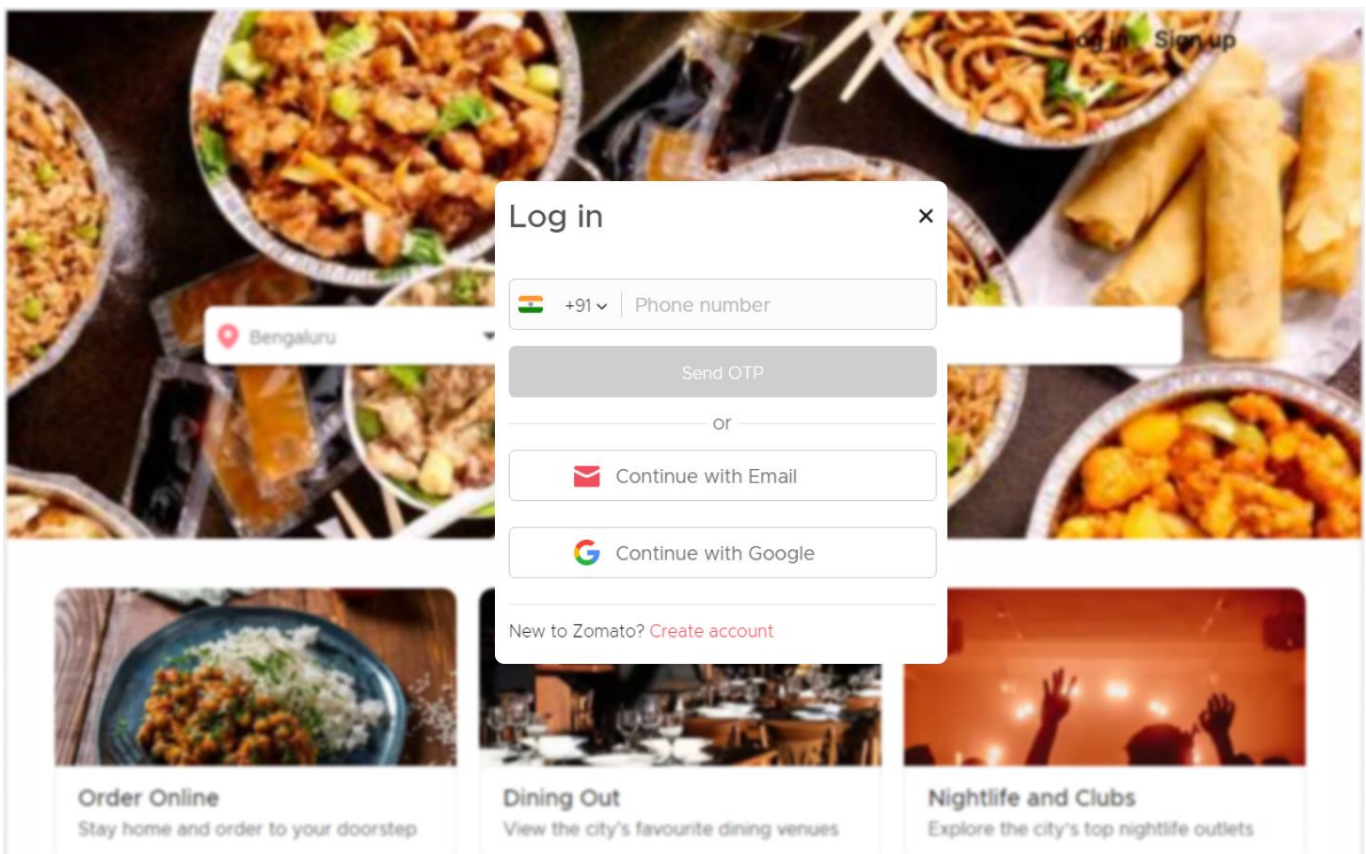 Log in Sign up
Log in
×
+91
Phone number
Bengaluru
Send OTP
or
Continue with Email
Continue with Google
New to Zomato? Create account
Order Online
Stay home and order to your doorstep
Dining Out
View the city's favourite dining venues
Nightlife and Clubs
Explore the city's top nightlife outlets